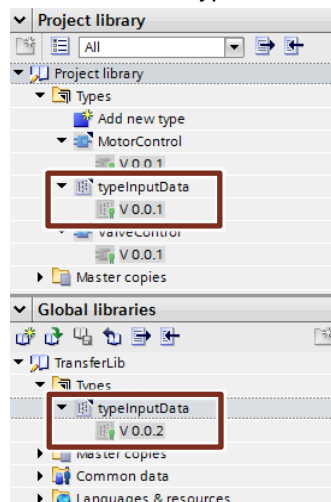 Project library
All
Project library
Types
Add new type
MotorControl
V 0.0.1
typeInputData
V 0.0.1
ValveControl
V 0.0.1
Master copies
Global libraries
TransferLib
Types
typeInputData
V 0.0.2
Master copies
Common data
Languages & resources